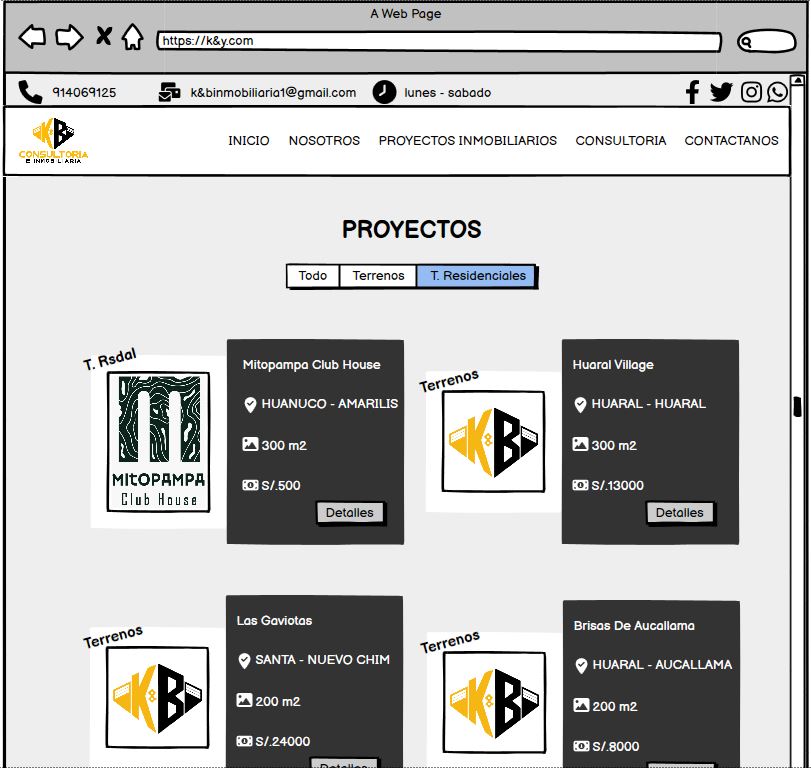 A Web Page
https://k&y.com
914069125 k&binmobiliaria1@gmail.com lunes - sabado
K&B
CONSULTORIA
E INMOBILIARIA
INICIO NOSOTROS PROYECTOS INMOBILIARIOS CONSULTORIA CONTACTANOS
PROYECTOS
Todo Terrenos T. Residenciales
T. Rsdal
MITOPAMPA
Club House
Mitopampa Club House
HUANUCO - AMARILIS
300 m2
S/.500
Detalles
Terrenos
K&B
Huaral Village
HUARAL - HUARAL
300 m2
S/.13000
Detalles
Terrenos
K&B
Las Gaviotas
SANTA - NUEVO CHIM
200 m2
S/.24000
Detalles
Terrenos
K&B
Brisas De Aucallama
HUARAL - AUCALLAMA
200 m2
S/.8000